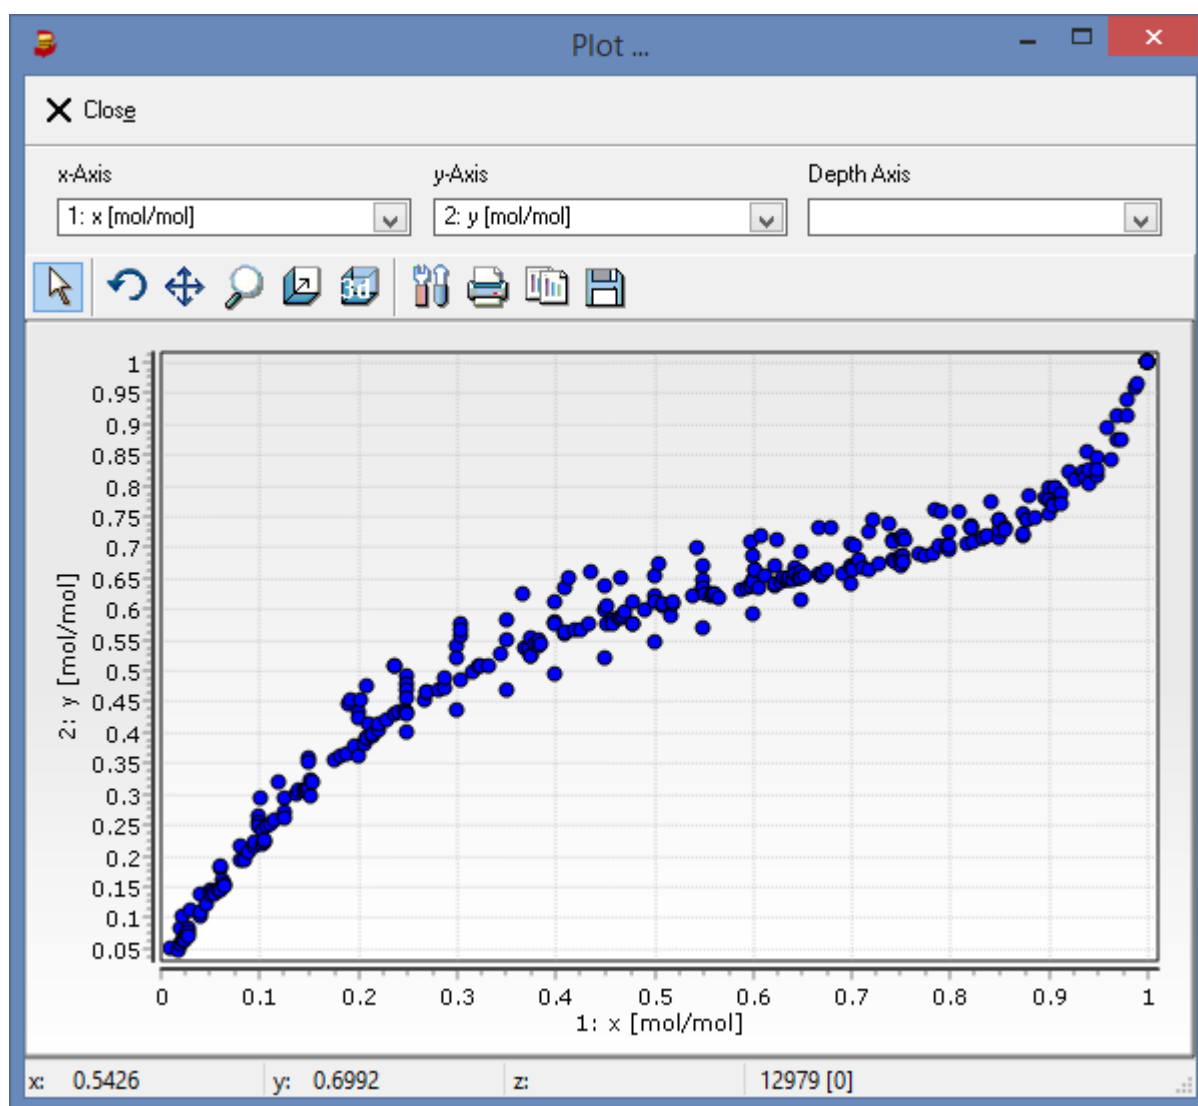 Plot ...
Close
x-Axis y-Axis Depth Axis
1: x [mol/mol] 2: y [mol/mol]
3d
1
0.95
0.9
0.85
0.8
0.75
0.7
0.65
0.6
0.55
0.5
0.45
0.4
0.35
0.3
0.25
0.2
0.15
0.1
0.05
2: y [mol/mol]
0 0.1 0.2 0.3 0.4 0.5 0.6 0.7 0.8 0.9 1
1: x [mol/mol]
x: 0.5426 y: 0.6992 z: 12979 [0]